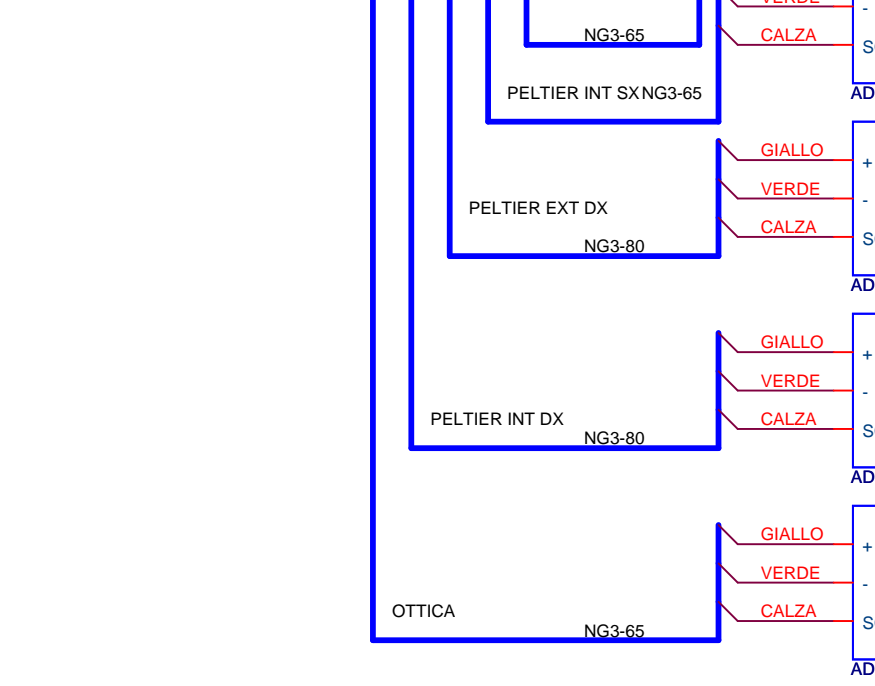 VERDE
-
NG3-65
CALZA
PELTIER INT SX NG3-65
AD
GIALLO
+
VERDE
-
PELTIER EXT DX
CALZA
NG3-80
AD
GIALLO
+
VERDE
-
PELTIER INT DX
CALZA
NG3-80
AD
GIALLO
+
VERDE
-
OTTICA
CALZA
NG3-65
AD